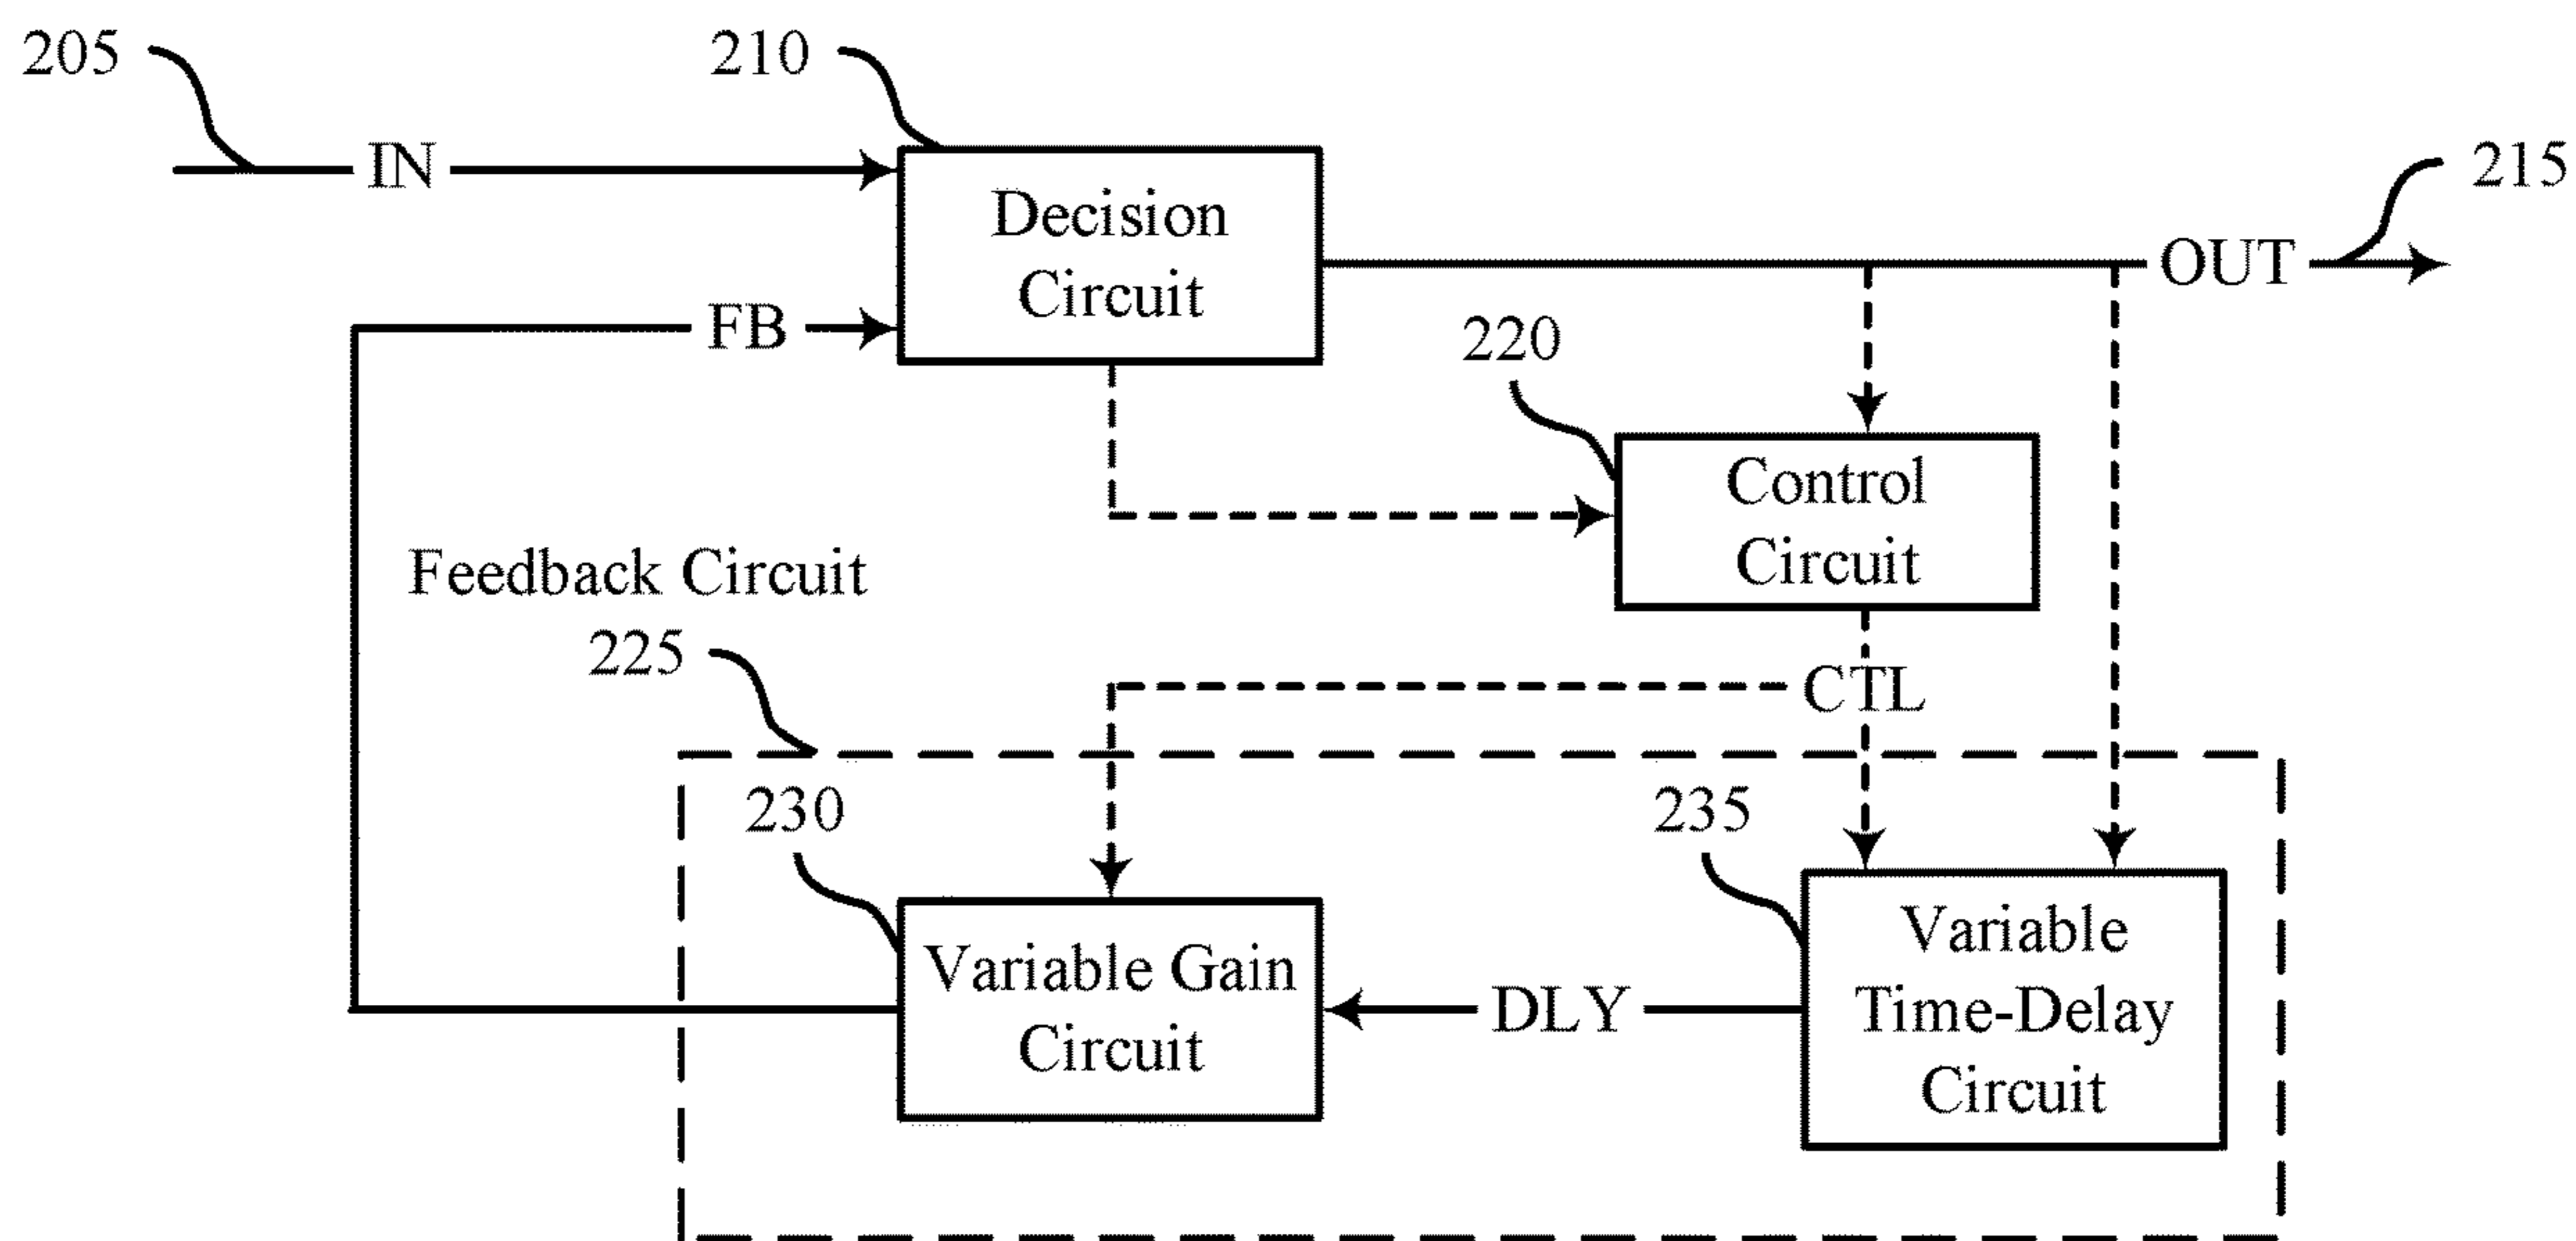 205
210
IN
215
Decision
Circuit
OUT
FB
220
Control
Circuit
Feedback Circuit
225
CTL
230
235
Variable Gain
Circuit
DLY
Variable
Time-Delay
Circuit